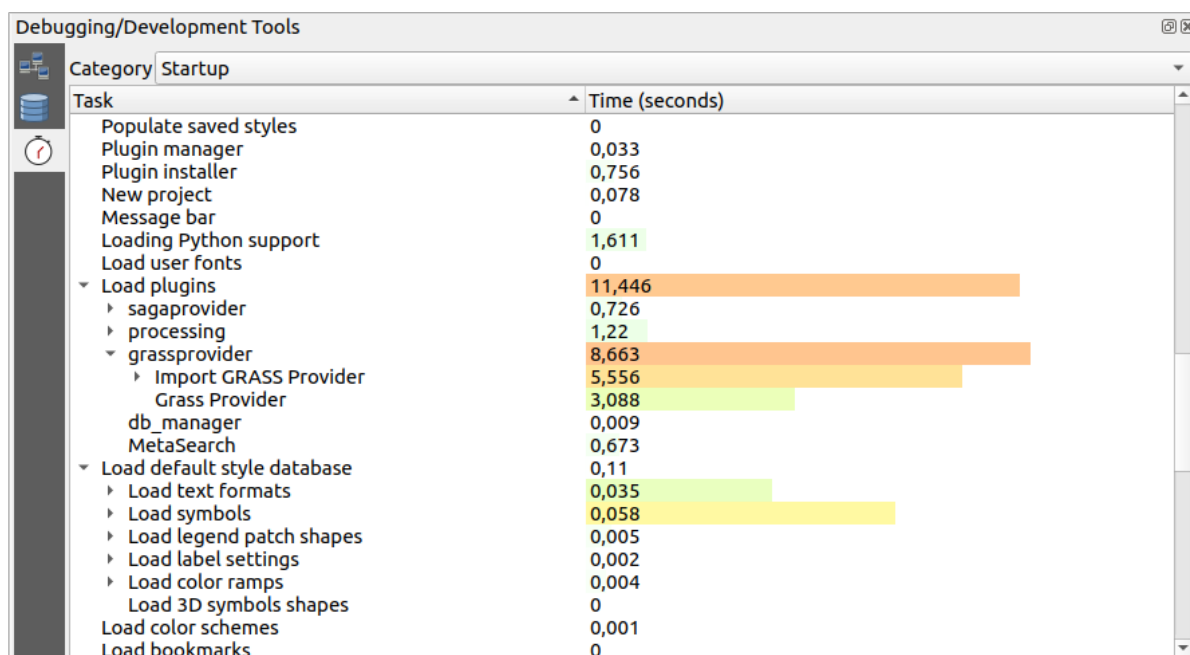 Debugging/Development Tools
Category Startup
Task Time (seconds)
Populate saved styles 0
Plugin manager 0,033
Plugin installer 0,756
New project 0,078
Message bar 0
Loading Python support 1,611
Load user fonts 0
Load plugins 11,446
sagaprovider 0,726
processing 1,22
grassprovider 8,663
Import GRASS Provider 5,556
Grass Provider 3,088
db_manager 0,009
MetaSearch 0,673
Load default style database 0,11
Load text formats 0,035
Load symbols 0,058
Load legend patch shapes 0,005
Load label settings 0,002
Load color ramps 0,004
Load 3D symbols shapes 0
Load color schemes 0,001
Load bookmarks 0